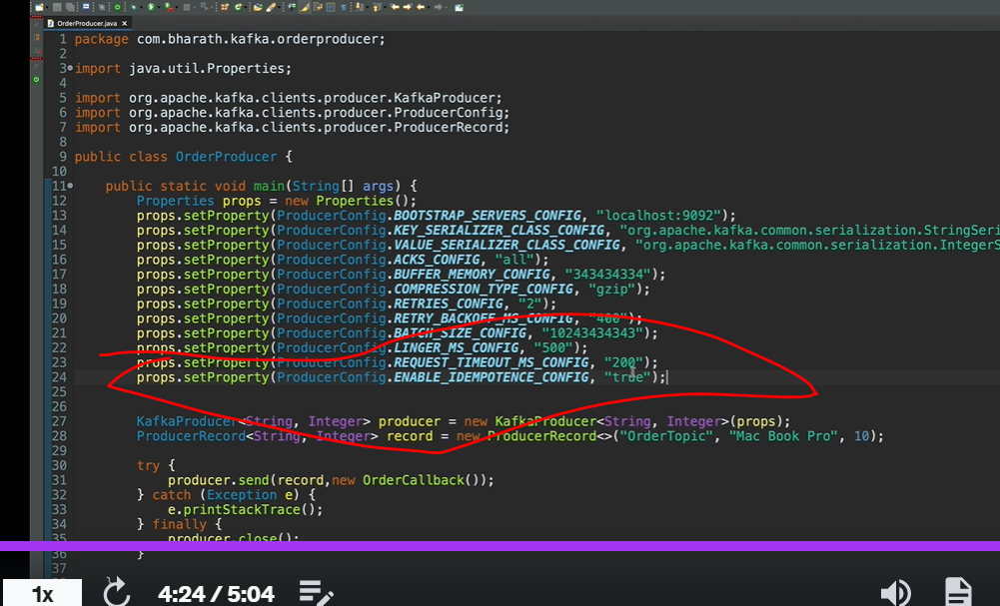 OrderProducer.java
1 package com.bharath.kafka.orderproducer;
2
3 import java.util.Properties;
4
5 import org.apache.kafka.clients.producer.KafkaProducer;
6 import org.apache.kafka.clients.producer.ProducerConfig;
7 import org.apache.kafka.clients.producer.ProducerRecord;
8
9 public class OrderProducer {
10
11 public static void main(String[] args) {
12 Properties props = new Properties();
13 props.setProperty(ProducerConfig.BOOTSTRAP_SERVERS_CONFIG, "localhost:9092");
14 props.setProperty(ProducerConfig.KEY_SERIALIZER_CLASS_CONFIG, "org.apache.kafka.common.serialization.StringSeri
15 props.setProperty(ProducerConfig.VALUE_SERIALIZER_CLASS_CONFIG, "org.apache.kafka.common.serialization.IntegerS
16 props.setProperty(ProducerConfig.ACKS_CONFIG, "all");
17 props.setProperty(ProducerConfig.BUFFER_MEMORY_CONFIG, "343434334");
18 props.setProperty(ProducerConfig.COMPRESSION_TYPE_CONFIG, "gzip");
19 props.setProperty(ProducerConfig.RETRIES_CONFIG, "2");
20 props.setProperty(ProducerConfig.RETRY_BACKOFF_MS_CONFIG, "400");
21 props.setProperty(ProducerConfig.BATCH_SIZE_CONFIG, "10243434343");
22 props.setProperty(ProducerConfig.LINGER_MS_CONFIG, "500");
23 props.setProperty(ProducerConfig.REQUEST_TIMEOUT_MS_CONFIG, "200");
24 props.setProperty(ProducerConfig.ENABLE_IDEMPOTENCE_CONFIG, "true");
25
26
27 KafkaProducer<String, Integer> producer = new KafkaProducer<String, Integer>(props);
28 ProducerRecord<String, Integer> record = new ProducerRecord<>("OrderTopic", "Mac Book Pro", 10);
29
30 try {
31 producer.send(record,new OrderCallback());
32 } catch (Exception e) {
33 e.printStackTrace();
34 } finally {
35 producer.close();
36 }
37
1x 4:24 / 5:04